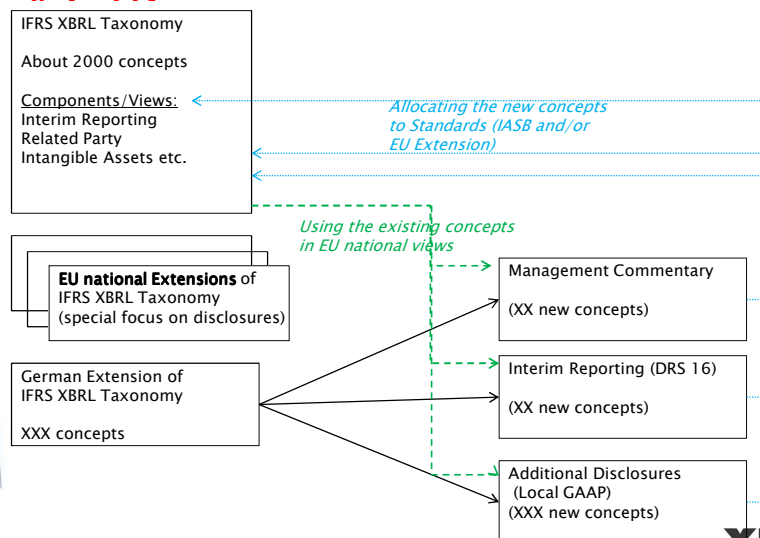 IFRS XBRL Taxonomy
About 2000 concepts
Components/Views:
Interim Reporting
Related Party
Intangible Assets etc.
Allocating the new concepts
to Standards (IASB and/or
EU Extension)
Using the existing concepts
in EU national views
EU national Extensions of
IFRS XBRL Taxonomy
(special focus on disclosures)
German Extension of
IFRS XBRL Taxonomy
XXX concepts
Management Commentary
(XX new concepts)
Interim Reporting (DRS 16)
(XX new concepts)
Additional Disclosures
(Local GAAP)
(XXX new concepts)